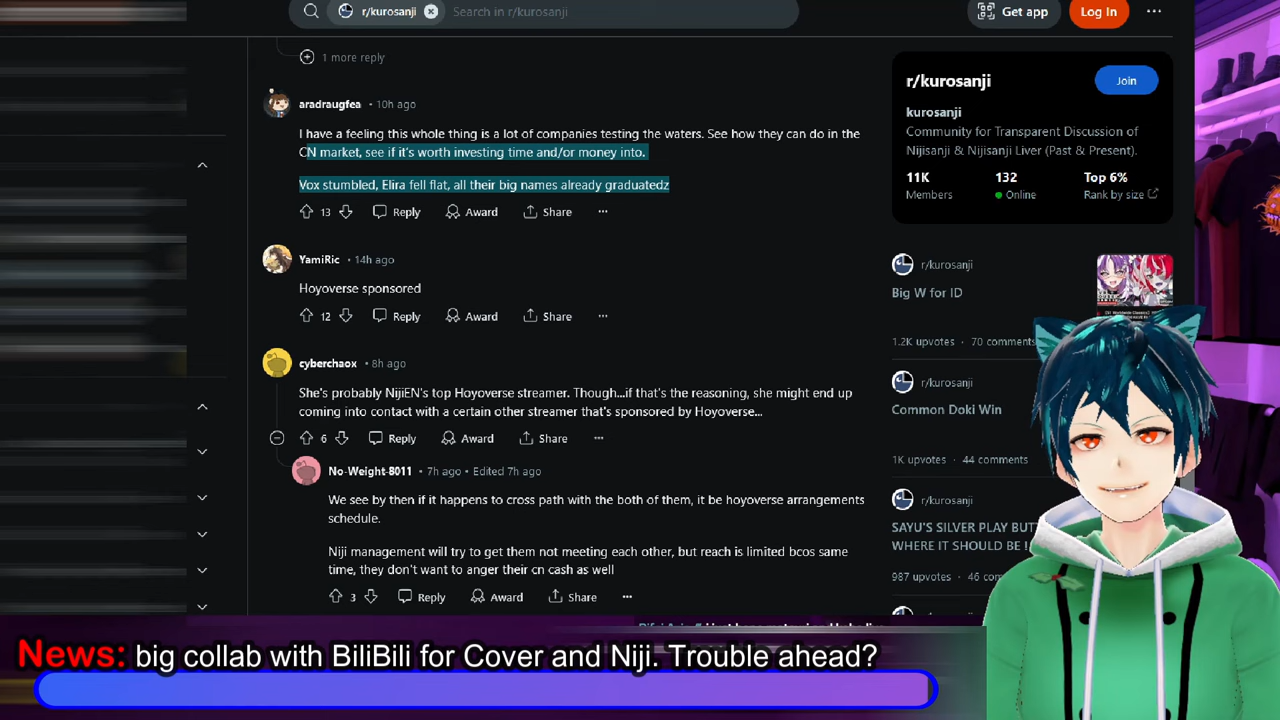 r/kurosanji
Search in r/kurosanji
Get app
Log In
1 more reply
aradraugfea • 10h ago
I have a feeling this whole thing is a lot of companies testing the waters. See how they can do in the
CN market, see if it's worth investing time and/or money into.
Vox stumbled, Elira fell flat, all their big names already graduatedz
13 Reply Award Share
YamiRic • 14h ago
Hoyoverse sponsored
12 Reply Award Share
cyberchaox • 8h ago
She's probably NijiEN's top Hoyoverse streamer. Though...if that's the reasoning, she might end up
coming into contact with a certain other streamer that's sponsored by Hoyoverse...
6 Reply Award Share
No-Weight-8011 • 7h ago • Edited 7h ago
We see by then if it happens to cross path with the both of them, it be hoyoverse arrangements
schedule.
Niji management will try to get them not meeting each other, but reach is limited bcos same
time, they don't want to anger their cn cash as well
3 Reply Award Share
r/kurosanji
Join
kurosanji
Community for Transparent Discussion of
Nijisanji & Nijisanji Liver (Past & Present).
11K 132 Top 6%
Members Online Rank by size
r/kurosanji
Big W for ID
1.2K upvotes • 70 comments
r/kurosanji
Common Doki Win
1K upvotes • 44 comments
r/kurosanji
SAYU'S SILVER PLAY
WHERE IT SHOULD BE !
987 upvotes • 46
News: big collab with BiliBili for Cover and Niji. Trouble ahead?